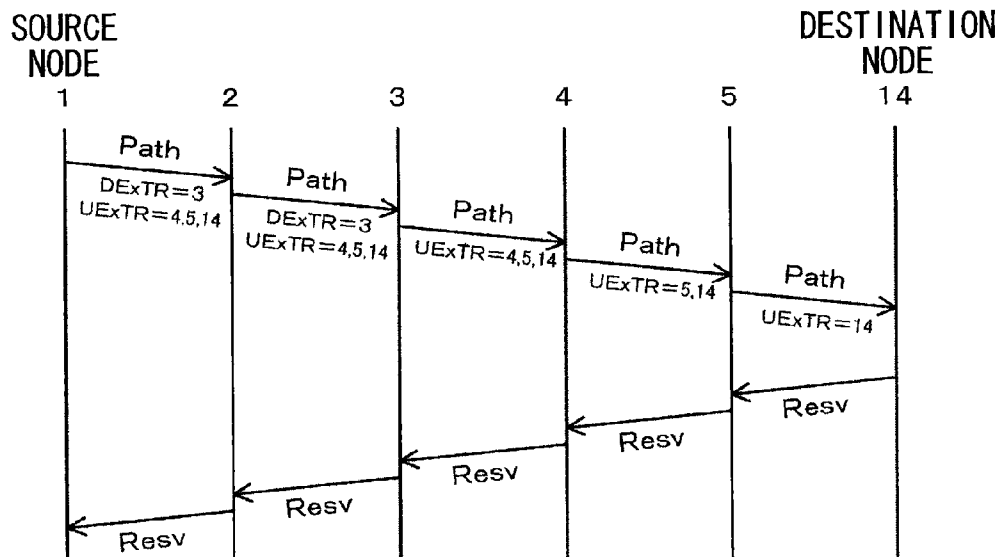 SOURCE
NODE
DESTINATION
NODE
1 2 3 4 5 14
Path
DExTR=3
UExTR=4,5,14
Path
DExTR=3
UExTR=4,5,14
Path
UExTR=4,5,14
Path
UExTR=5,14
Path
UExTR=14
Resv
Resv
Resv
Resv
Resv